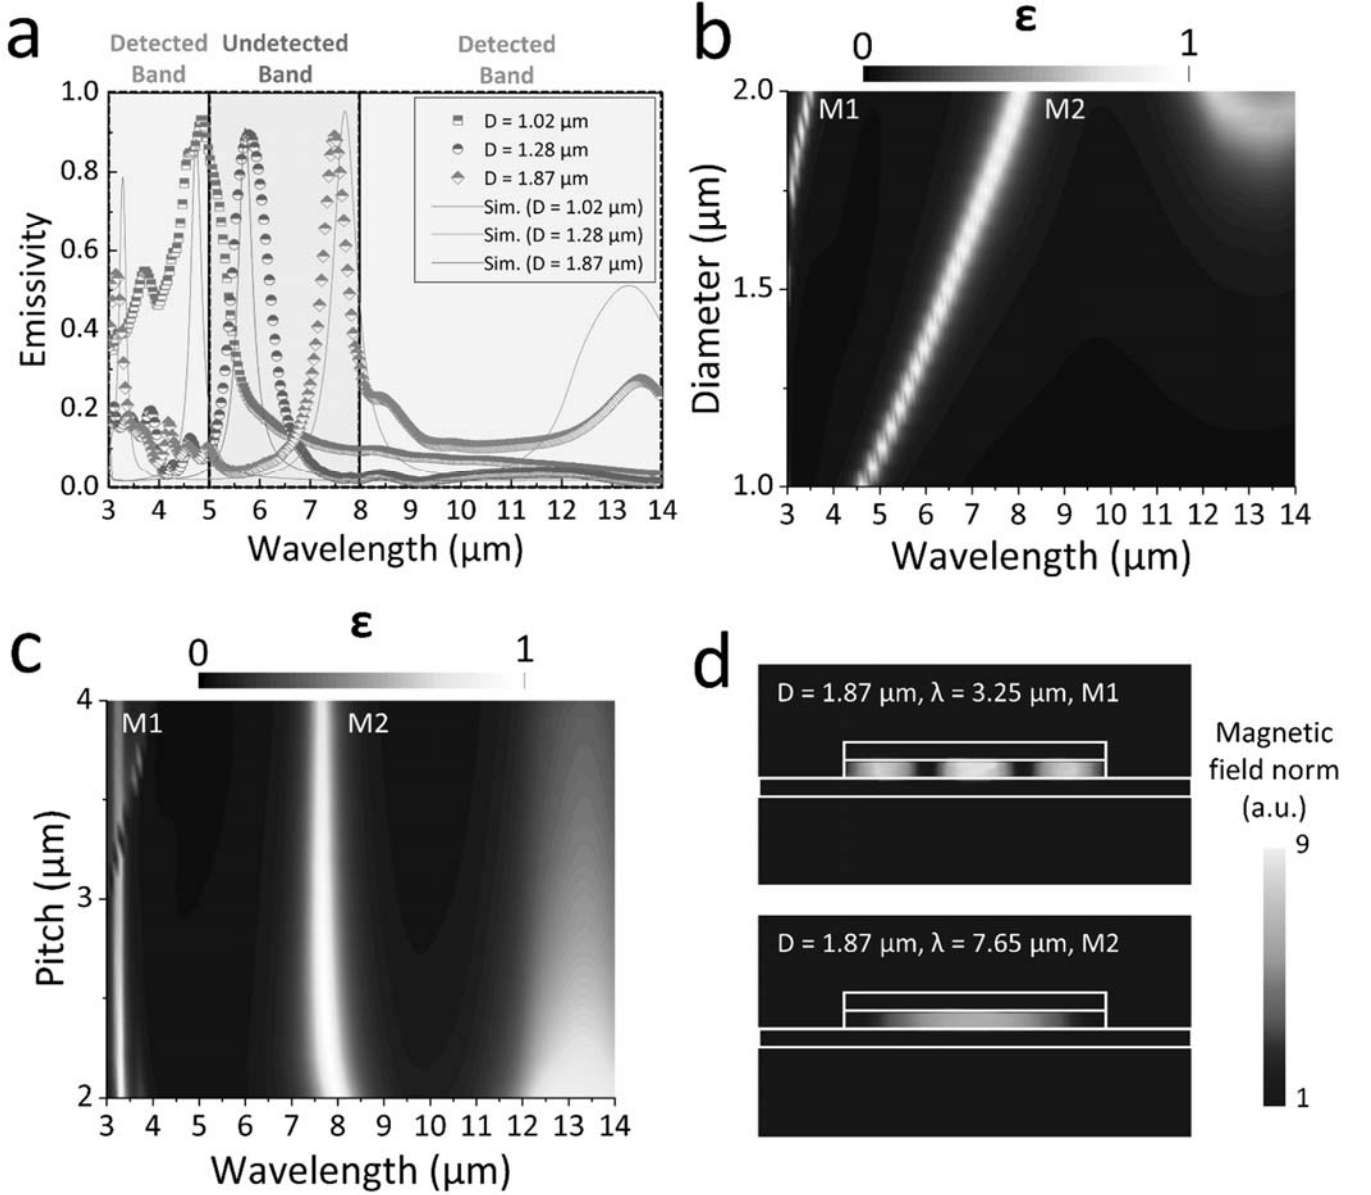 a
Detected
Band
Undetected
Band
Detected
Band
1.0
0.8
0.6
0.4
0.2
0.0
Emissivity
D = 1.02 μm
D = 1.28 μm
D = 1.87 μm
Sim. (D = 1.02 μm)
Sim. (D = 1.28 μm)
Sim. (D = 1.87 μm)
3 4 5 6 7 8 9 10 11 12 13 14
Wavelength (μm)
b
ε
0 1
M1 M2
2.0
1.5
1.0
Diameter (μm)
3 4 5 6 7 8 9 10 11 12 13 14
Wavelength (μm)
c
ε
0 1
M1 M2
4
3
2
Pitch (μm)
3 4 5 6 7 8 9 10 11 12 13 14
Wavelength (μm)
d
D = 1.87 μm, λ = 3.25 μm, M1
D = 1.87 μm, λ = 7.65 μm, M2
Magnetic
field norm
(a.u.)
9
1